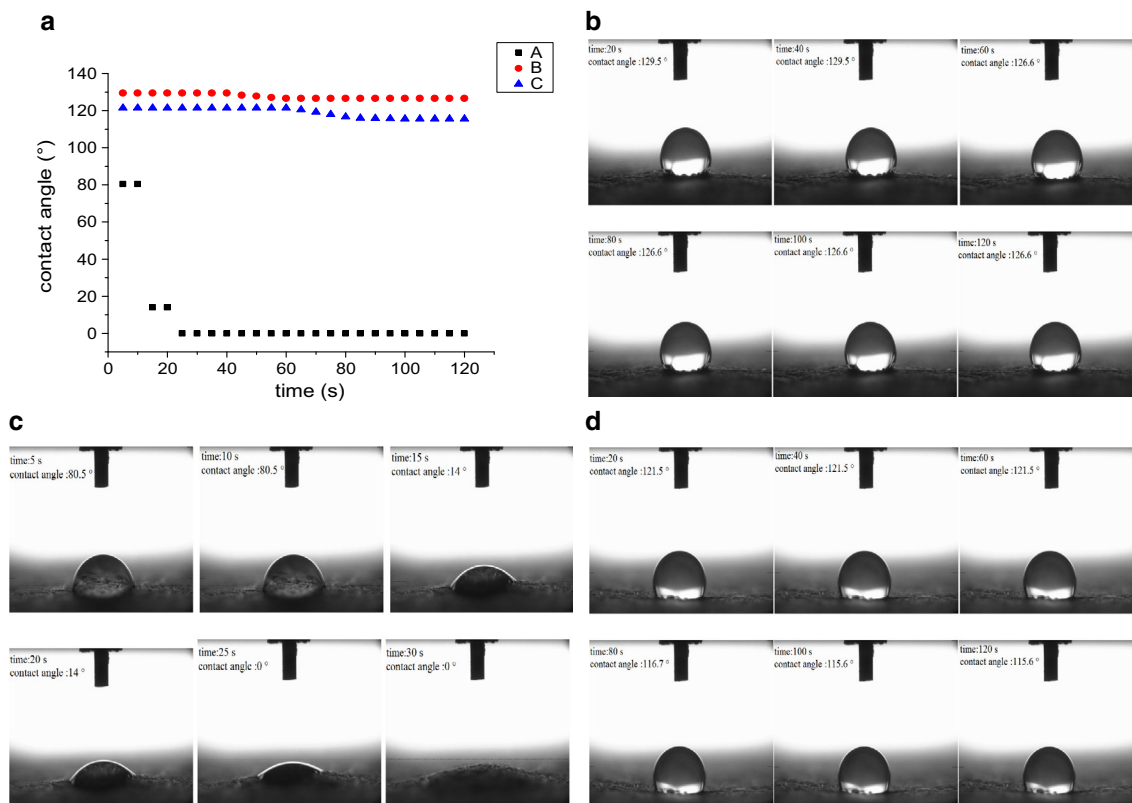 a
A
B
C
140
120
100
80
60
40
20
0
contact angle (°)
0
20
40
60
80
100
120
time (s)
b
time:20 s
contact angle :129.5 °
time:40 s
contact angle :129.5 °
time:60 s
contact angle :126.6 °
time:80 s
contact angle :126.6 °
time:100 s
contact angle :126.6 °
time:120 s
contact angle :126.6 °
c
time:5 s
contact angle :80.5 °
time:10 s
contact angle :80.5 °
time:15 s
contact angle :14 °
time:20 s
contact angle :14 °
time:25 s
contact angle :0 °
time:30 s
contact angle :0 °
d
time:20 s
contact angle :121.5 °
time:40 s
contact angle :121.5 °
time:60 s
contact angle :121.5 °
time:80 s
contact angle :116.7 °
time:100 s
contact angle :115.6 °
time:120 s
contact angle :115.6 °